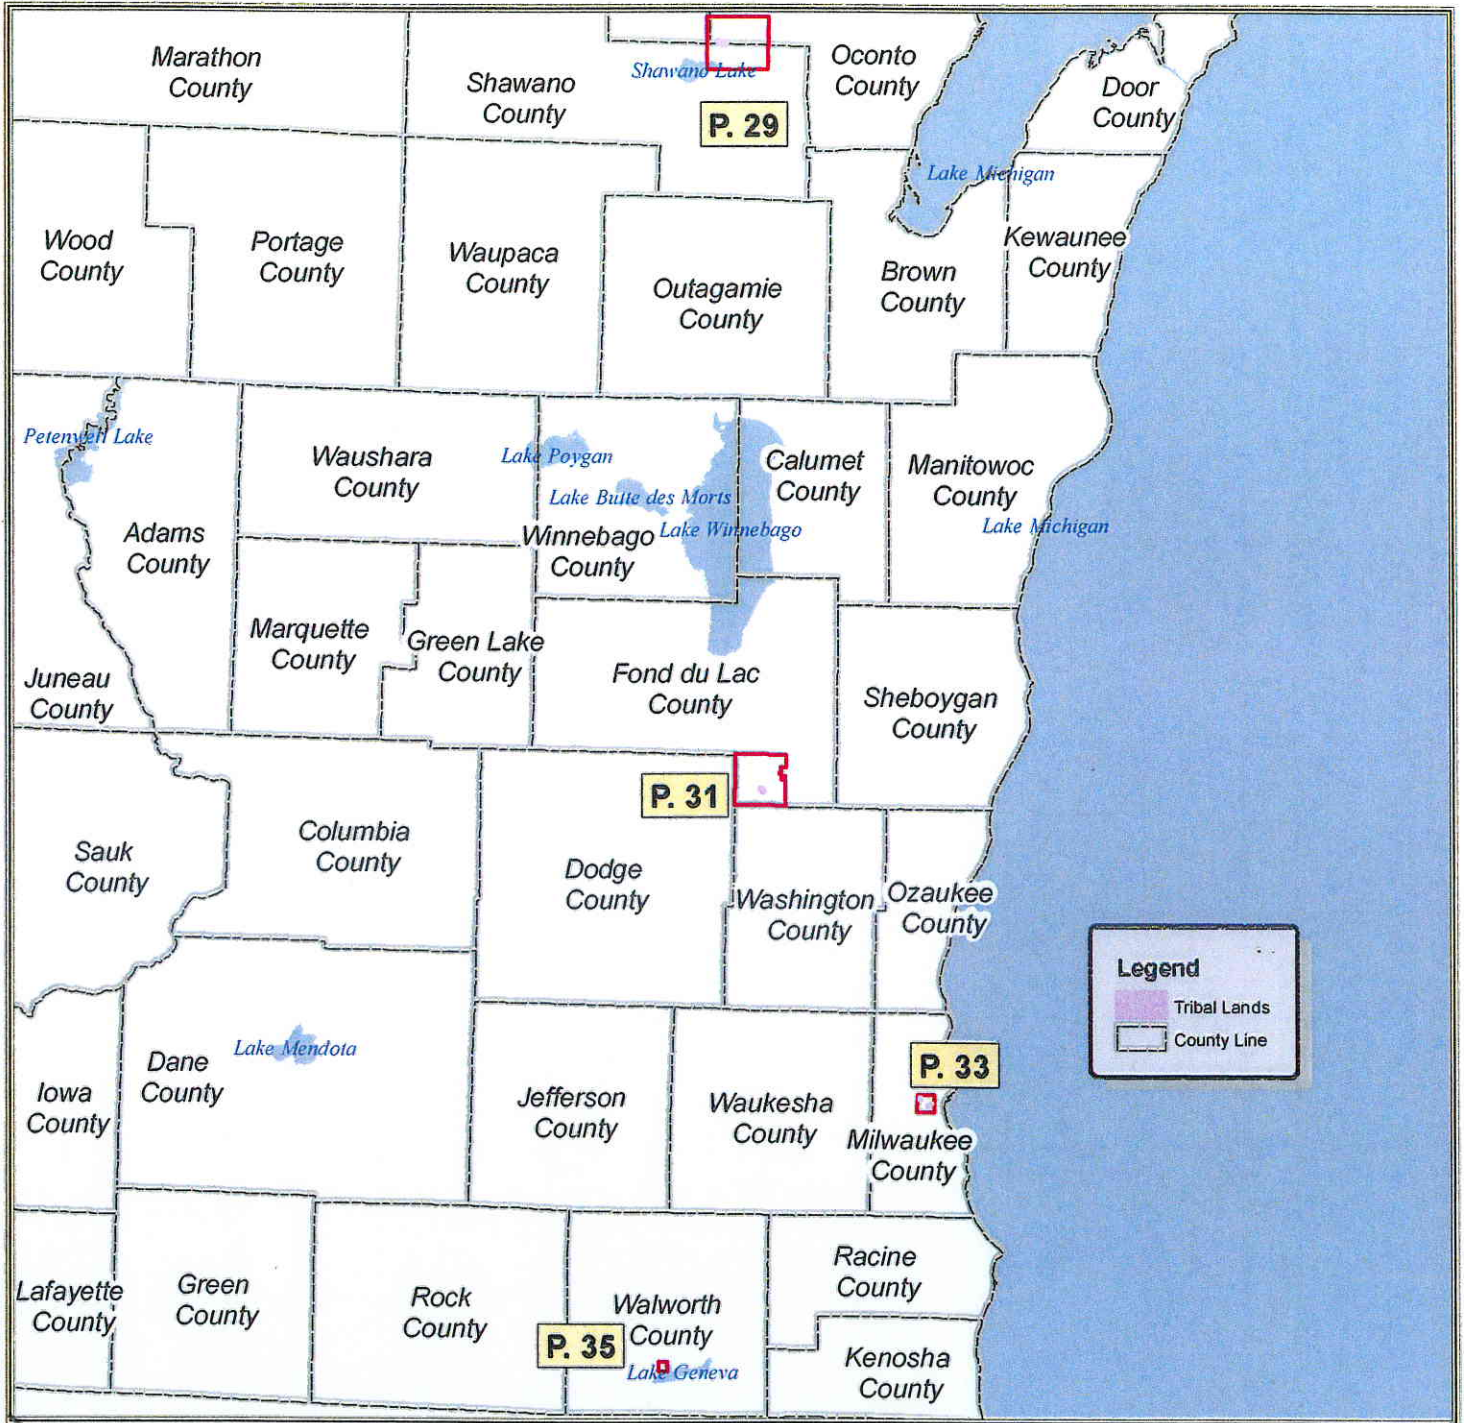 Marathon
County
Shawano
County
Shawano Lake
Oconto
County
Door
County
P. 29
Lake Michigan
Wood
County
Portage
County
Waupaca
County
Outagamie
County
Brown
County
Kewaunee
County
Petenwell Lake
Waushara
County
Lake Poygan
Lake Butte des Morts
Lake Winnebago
Calumet
County
Manitowoc
County
Lake Michigan
Adams
County
Winnebago
County
Marquette
County
Green Lake
County
Juneau
County
Fond du Lac
County
Sheboygan
County
P. 31
Sauk
County
Columbia
County
Dodge
County
Washington
County
Ozaukee
County
Legend
Tribal Lands
County Line
Iowa
County
Dane
County
Lake Mendota
Jefferson
County
Waukesha
County
P. 33
Milwaukee
County
Lafayette
County
Green
County
Rock
County
Walworth
County
P. 35
Lake Geneva
Racine
County
Kenosha
County